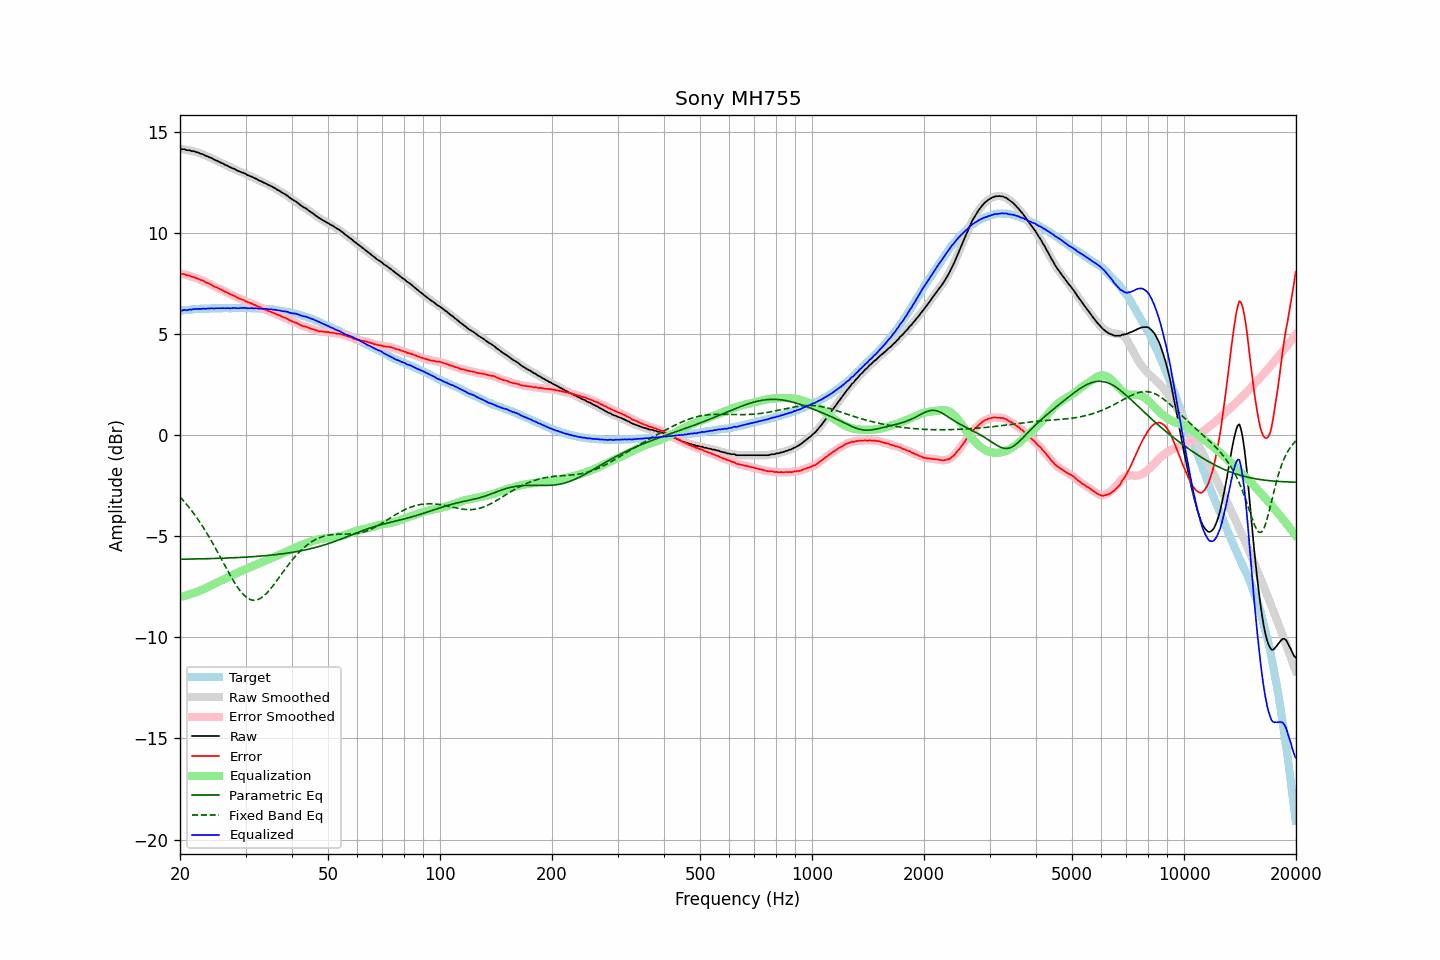 Sony MH755
Amplitude (dBr)
15
10
5
0
−5
−10
−15
−20
Target
Raw Smoothed
Error Smoothed
Raw
Error
Equalization
Parametric Eq
Fixed Band Eq
Equalized
20 50 100 200 500 1000 2000 5000 10000 20000
Frequency (Hz)